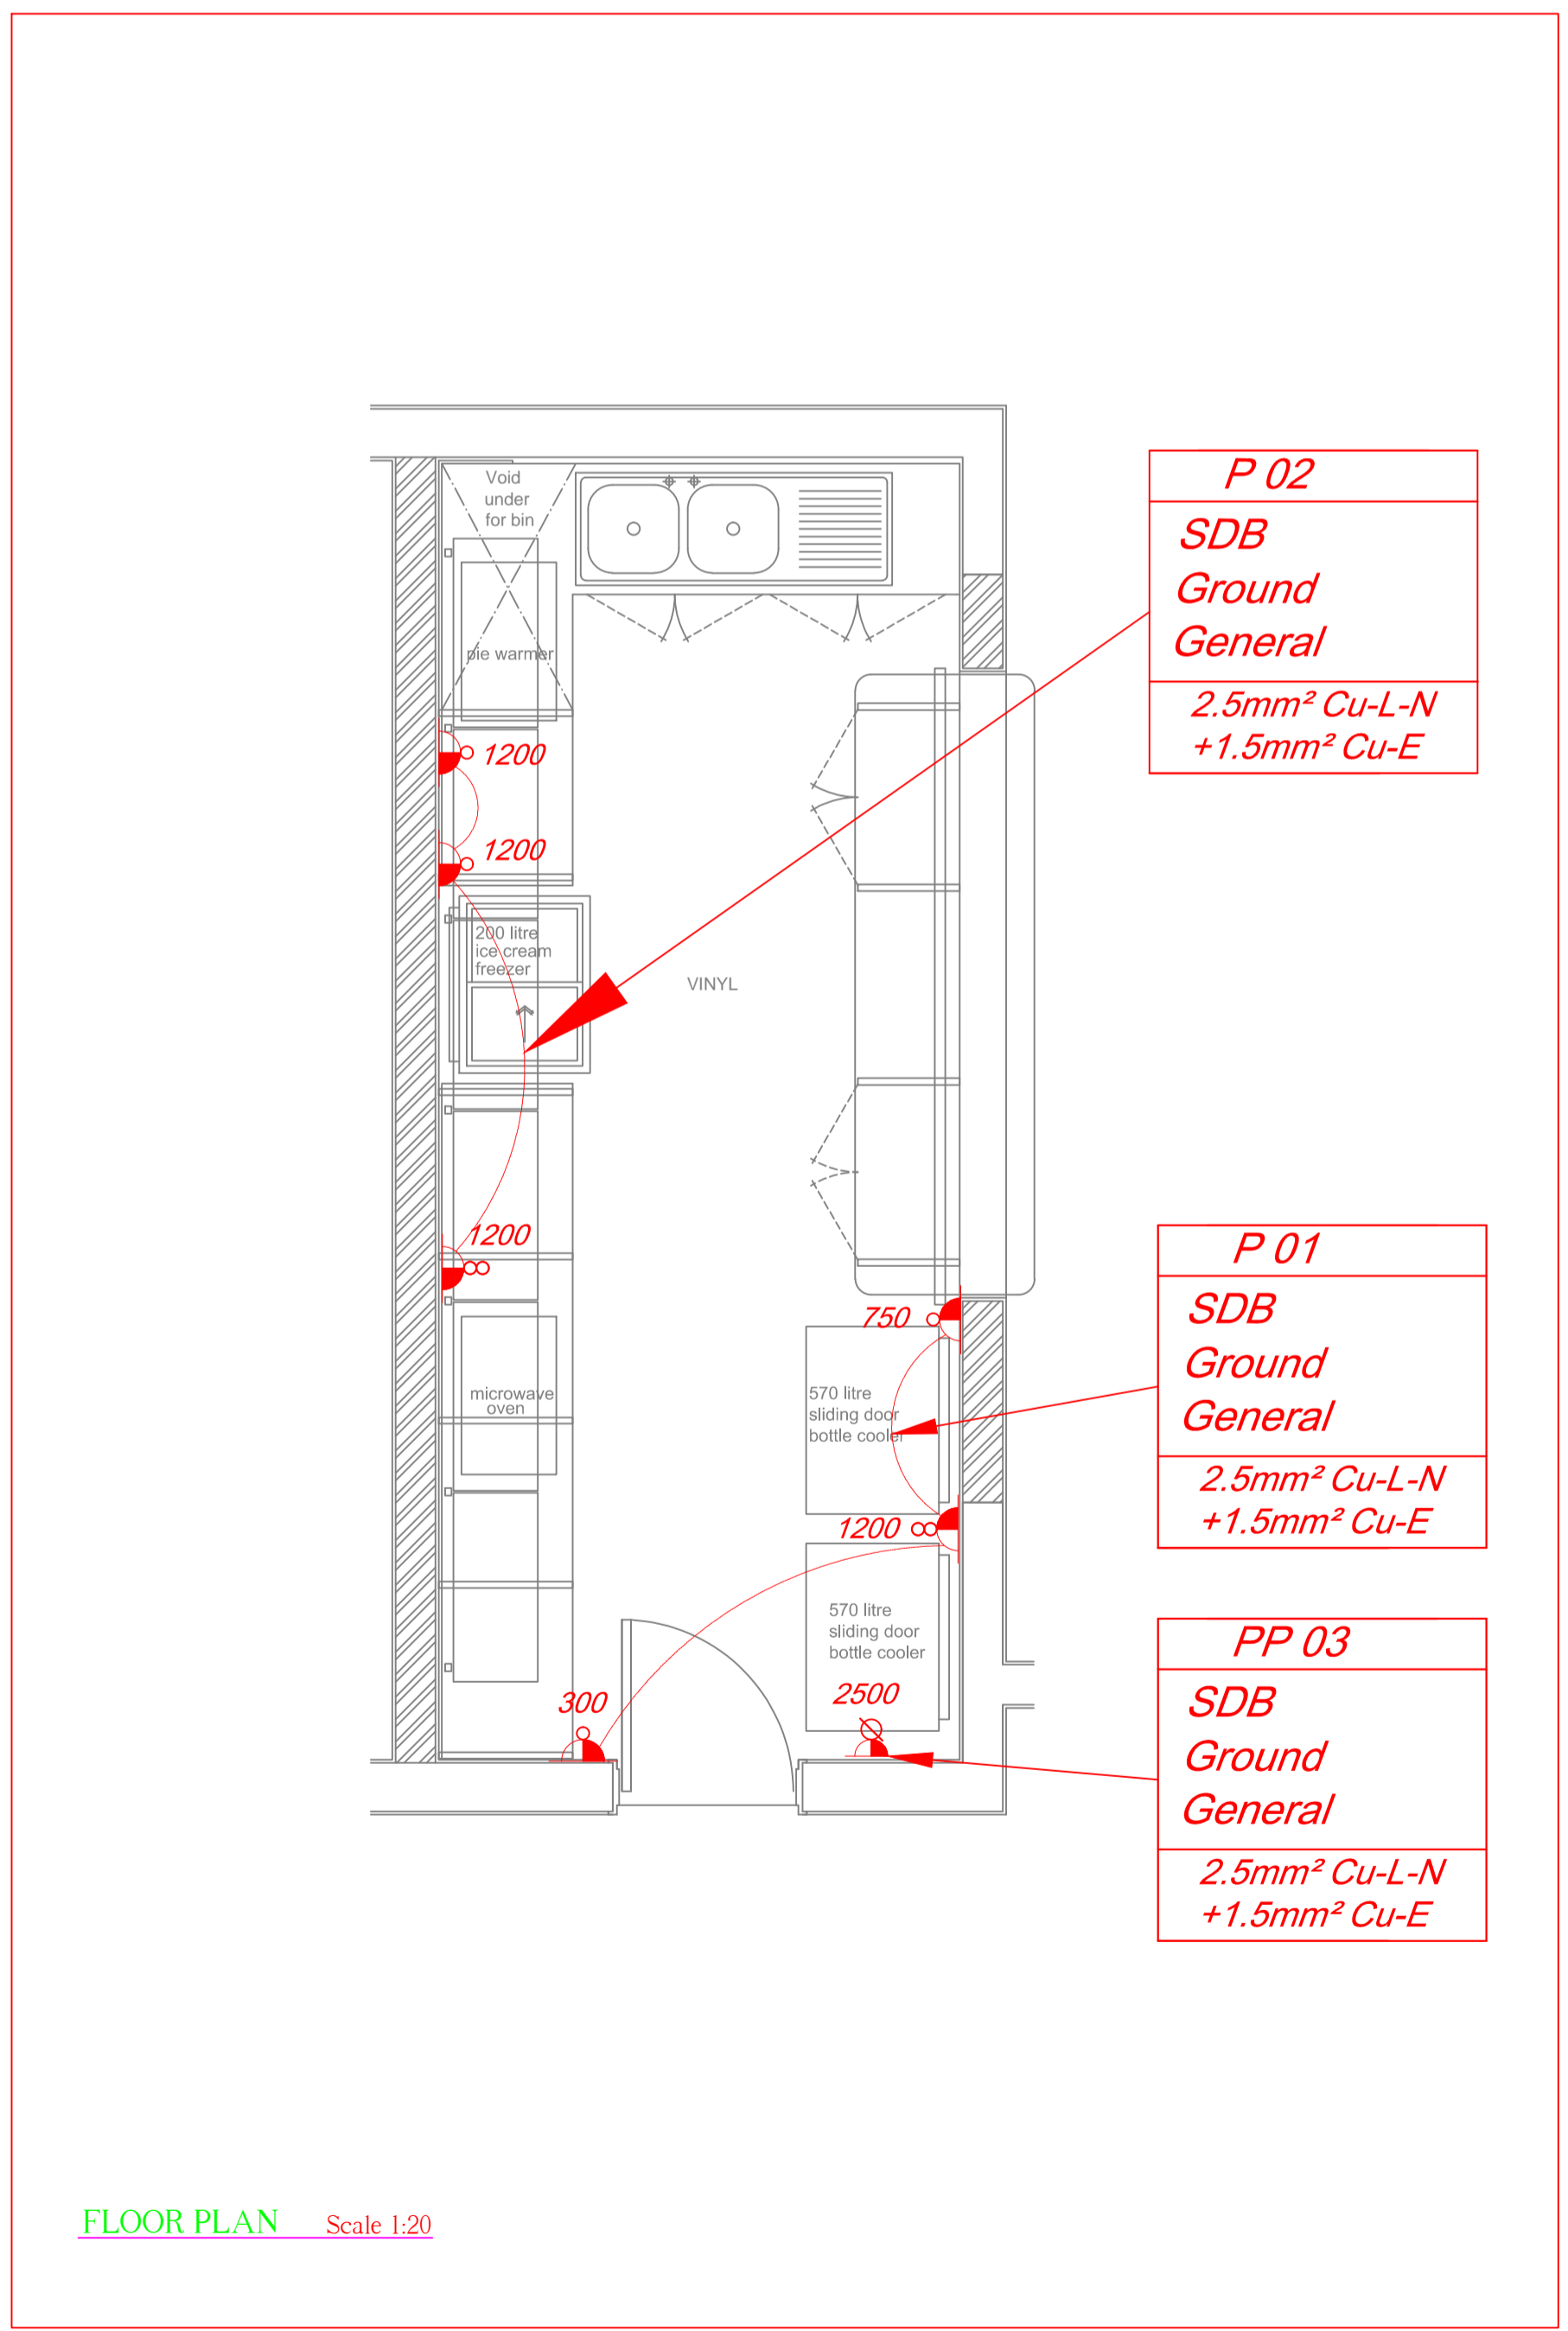 Void
under
for bin
pie warmer
1200
1200
200 litre
ice cream
freezer
VINYL
1200
microwave
oven
750
570 litre
sliding door
bottle cooler
1200
570 litre
sliding door
bottle cooler
300
2500
P 02
SDB
Ground
General
2.5mm² Cu-L-N
+1.5mm² Cu-E
P 01
SDB
Ground
General
2.5mm² Cu-L-N
+1.5mm² Cu-E
PP 03
SDB
Ground
General
2.5mm² Cu-L-N
+1.5mm² Cu-E
FLOOR PLAN Scale 1:20